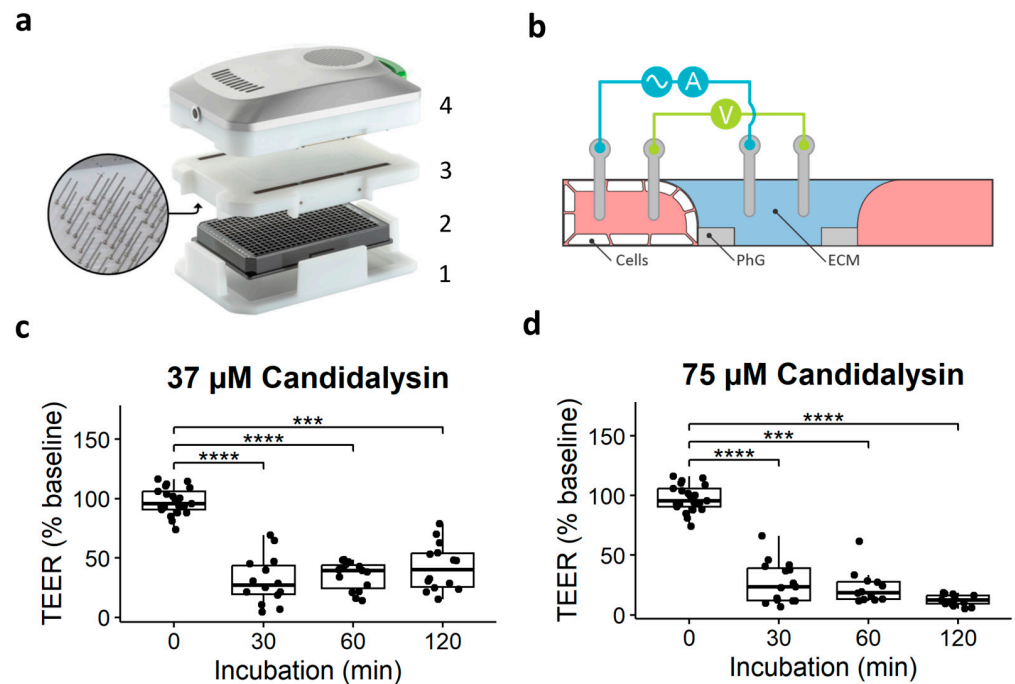 a
4
3
2
1
b
A
V
Cells
PhG
ECM
c
37 µM Candidalysin
TEER (% baseline)
150
100
50
0
***
****
****
0 30 60 120
Incubation (min)
d
75 µM Candidalysin
TEER (% baseline)
150
100
50
0
****
***
****
0 30 60 120
Incubation (min)